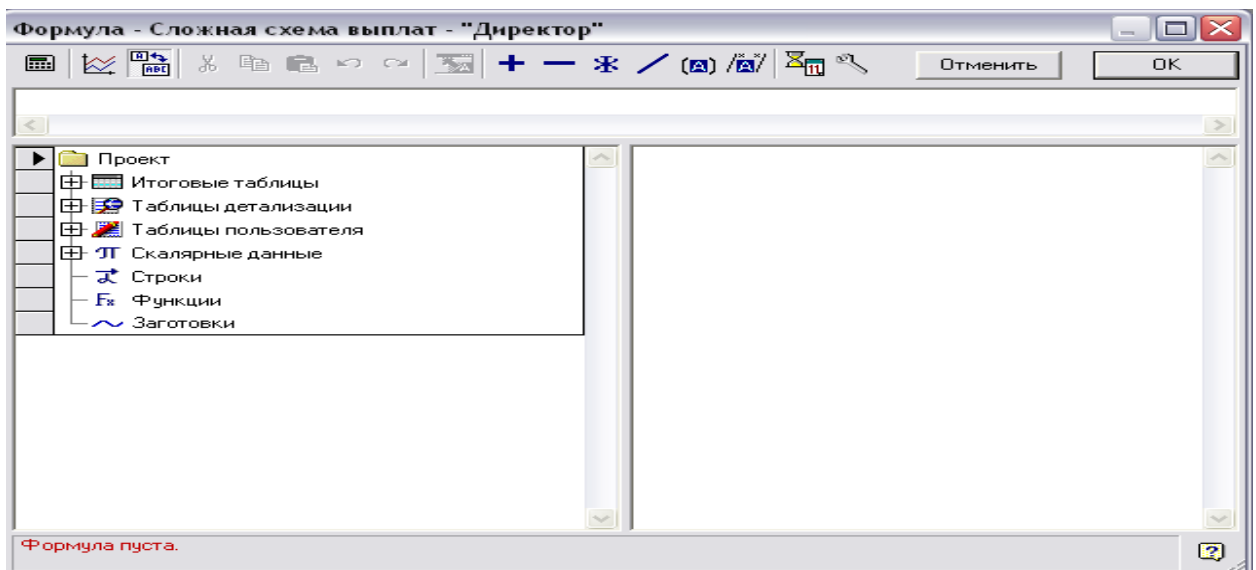 Формула - Сложная схема выплат - "Директор"
Отменить
OK
Проект
Итоговые таблицы
Таблицы детализации
Таблицы пользователя
Скалярные данные
Строки
Функции
Заготовки
Формула пуста.